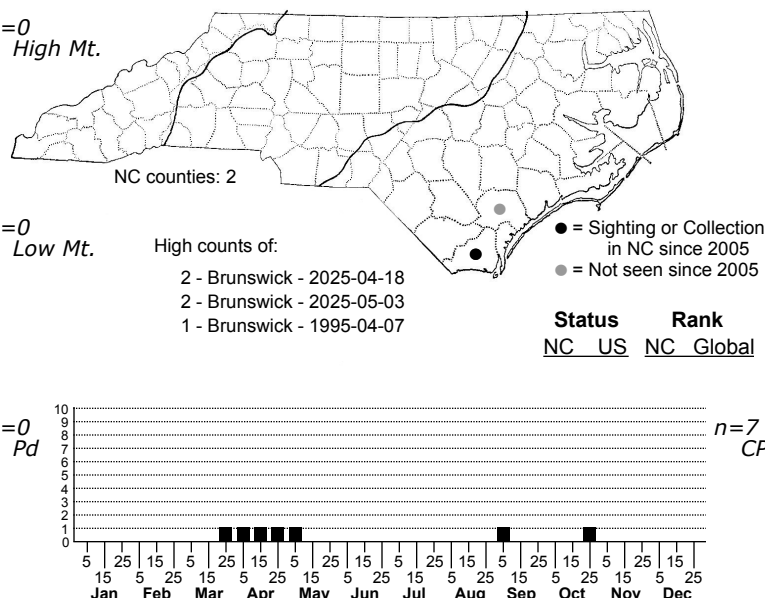 =0
High Mt.
NC counties: 2
=0
Low Mt.
High counts of:
2 - Brunswick - 2025-04-18
2 - Brunswick - 2025-05-03
1 - Brunswick - 1995-04-07
= Sighting or Collection
in NC since 2005
= Not seen since 2005
Status Rank
NC US NC Global
=0
Pd
n=7
CP
10
9
8
7
6
5
4
3
2
1
0
5 25 15 5 25 15 5 25 15 5 25 15 5 25 15 5 25 15
15 5 25 15 5 25 15 5 25 15 5 25 15 5 25 15 5 25
Jan Feb Mar Apr May Jun Jul Aug Sep Oct Nov Dec